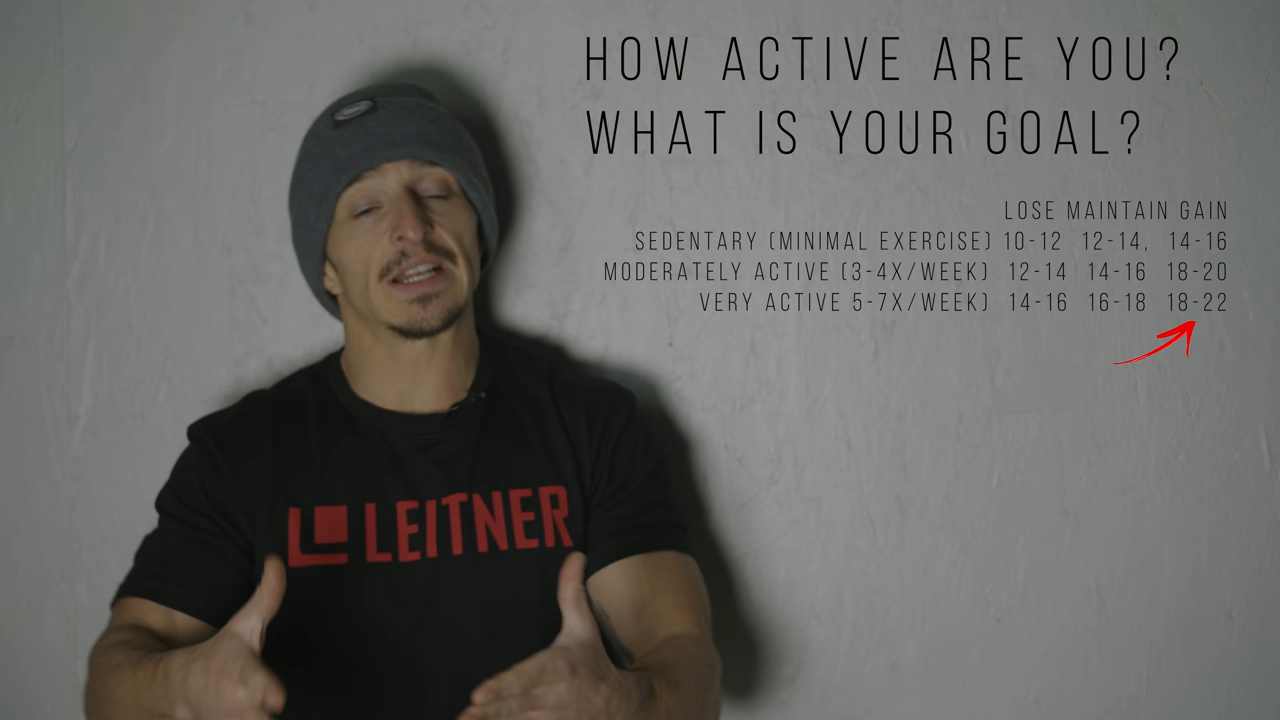 HOW ACTIVE ARE YOU?
WHAT IS YOUR GOAL?
LOSE MAINTAIN GAIN
SEDENTARY (MINIMAL EXERCISE) 10-12 12-14, 14-16
MODERATELY ACTIVE (3-4X/WEEK) 12-14 14-16 18-20
VERY ACTIVE 5-7X/WEEK) 14-16 16-18 18-22
LEITNER